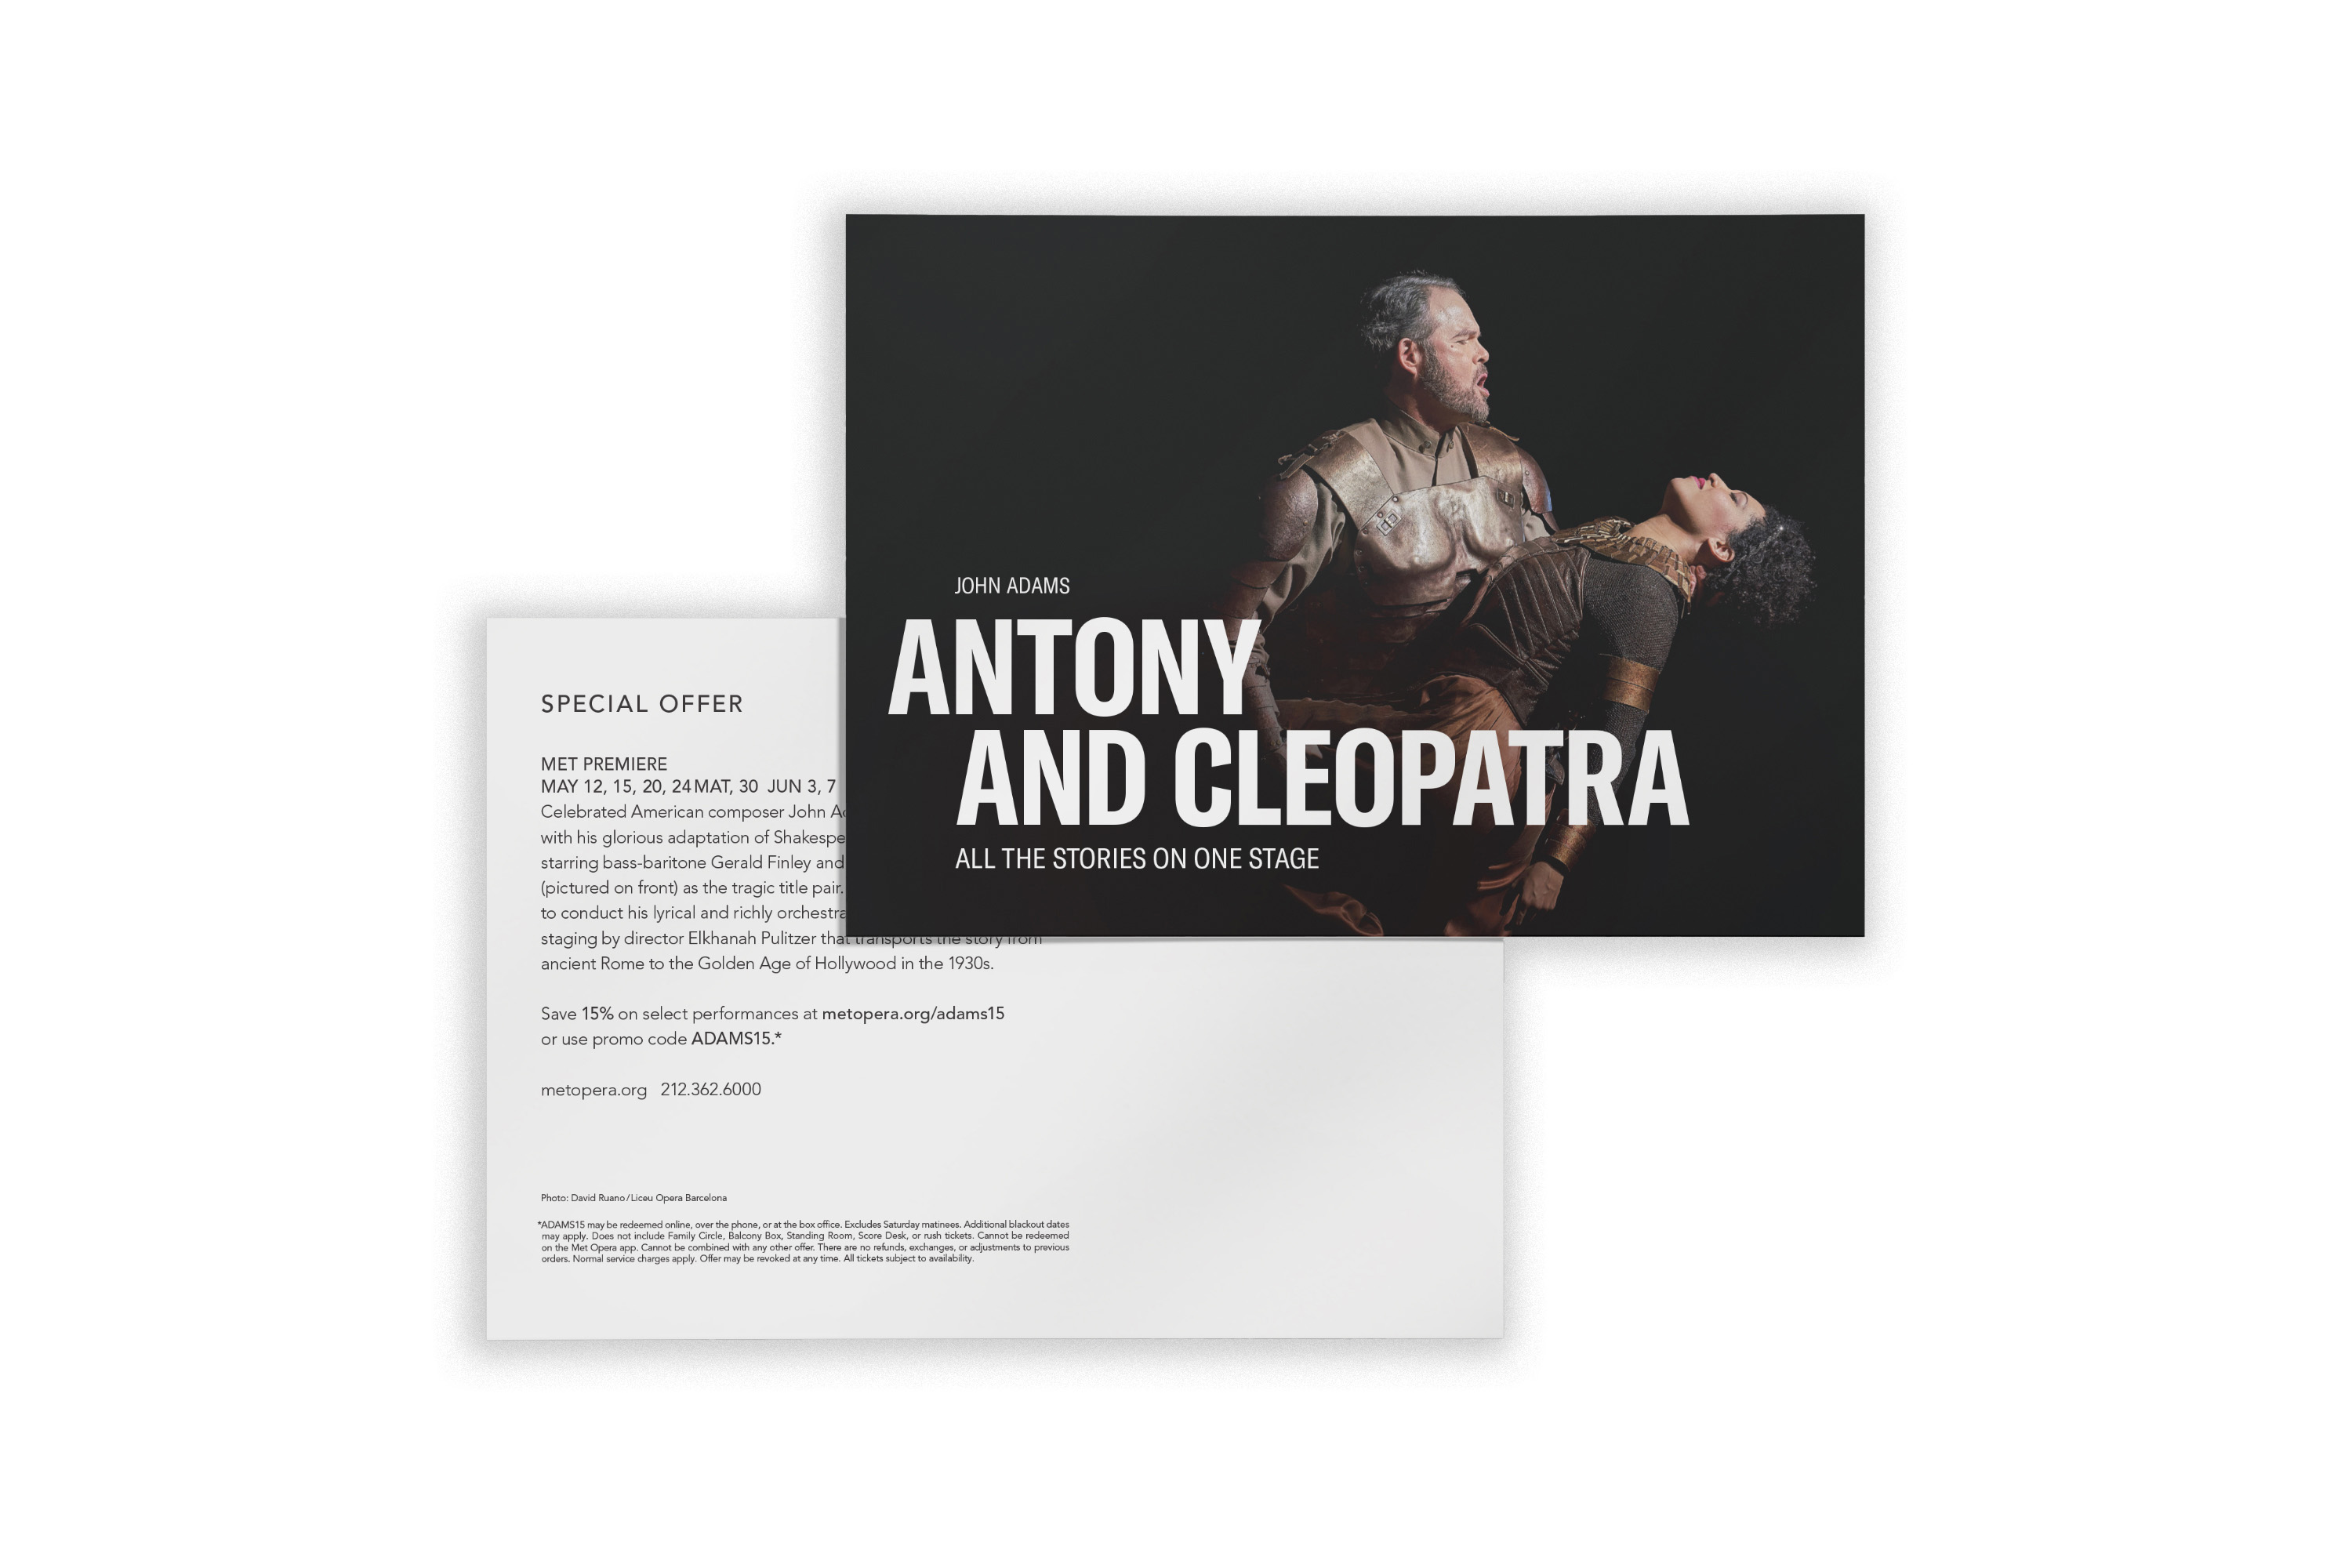 JOHN ADAMS
ANTONY
AND CLEOPATRA
ALL THE STORIES ON ONE STAGE
SPECIAL OFFER
MET PREMIERE
MAY 12, 15, 20, 24 MAT, 30 JUN 3, 7
Celebrated American composer John
with his glorious adaptation of
starring bass-baritone Gerald Finley and
(pictured on front) as the tragic title pair.
to conduct his lyrical and richly
staging by director Elkhanah Pulitzer that transports the story from
ancient Rome to the Golden Age of Hollywood in the 1930s.
Save 15% on select performances at metopera.org/adams15
or use promo code ADAMS15.*
metopera.org 212.362.6000
Photo: David Ruano/Liceu Opera Barcelona
*ADAMS15 may be redeemed online, over the phone, or at the box office. Excludes Saturday matinees. Additional blackout dates
may apply. Does not include Family Circle, Balcony Box, Standing Room, Score Desk, or rush tickets. Cannot be redeemed
on the Met Opera app. Cannot be combined with any other offer. There are no refunds, exchanges, or adjustments to previous
orders. Normal service charges apply. Offer may be revoked at any time. All tickets subject to availability.